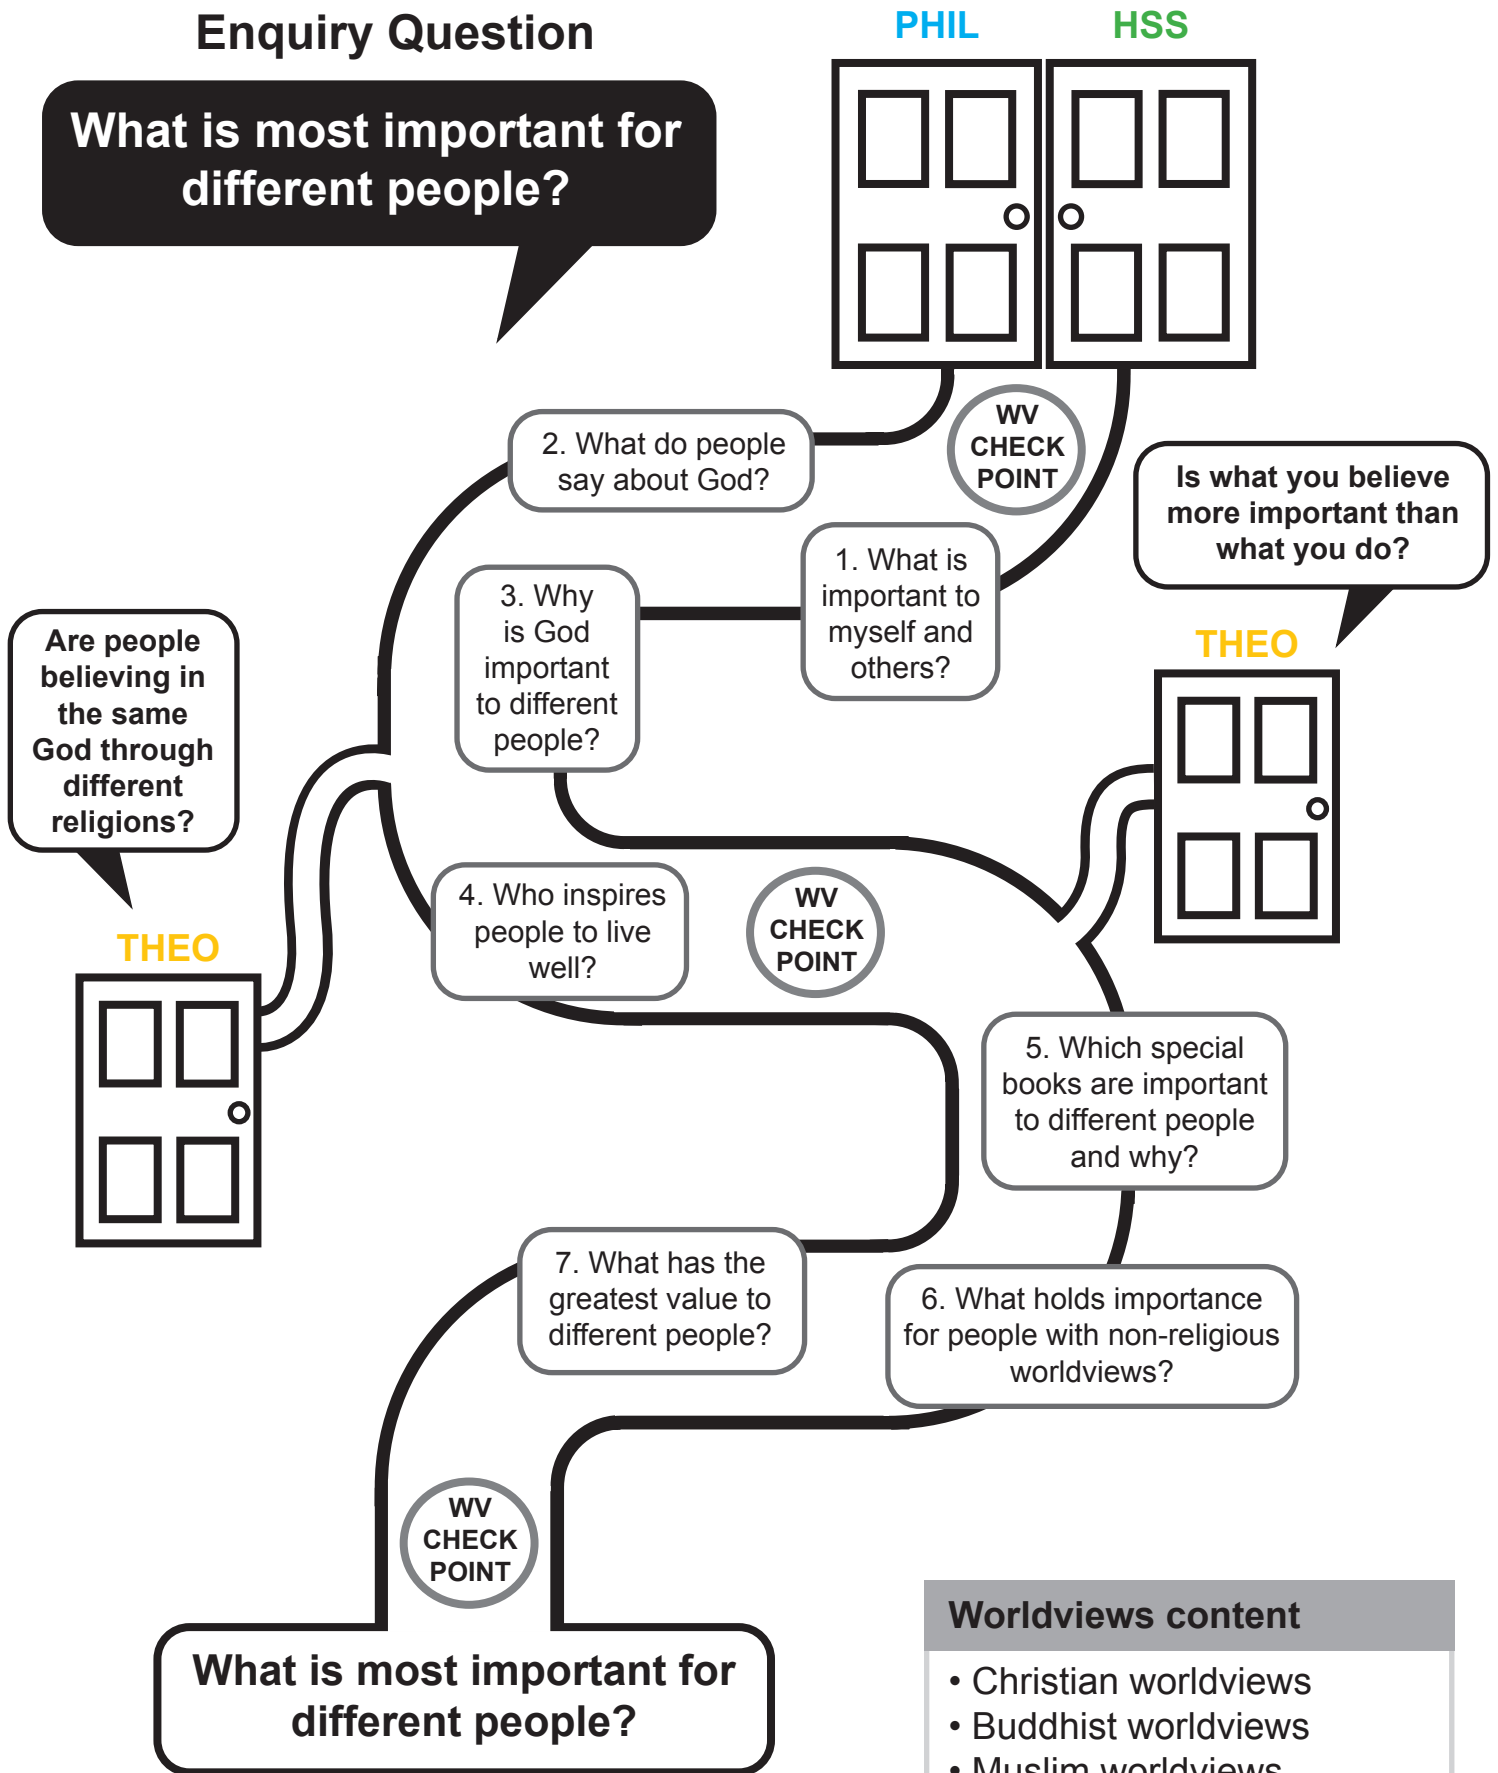 Enquiry Question
What is most important for
different people?
PHIL
HSS
WV
CHECK
POINT
1. What is
important to
myself and
others?
2. What do people
say about God?
3. Why
is God
important
to different
people?
Is what you believe
more important than
what you do?
THEO
Are people
believing in
the same
God through
different
religions?
THEO
4. Who inspires
people to live
well?
WV
CHECK
POINT
5. Which special
books are important
to different people
and why?
6. What holds importance
for people with non-religious
worldviews?
7. What has the
greatest value to
different people?
WV
CHECK
POINT
What is most important for
different people?
Worldviews content
• Christian worldviews
• Buddhist worldviews
• Muslim worldviews